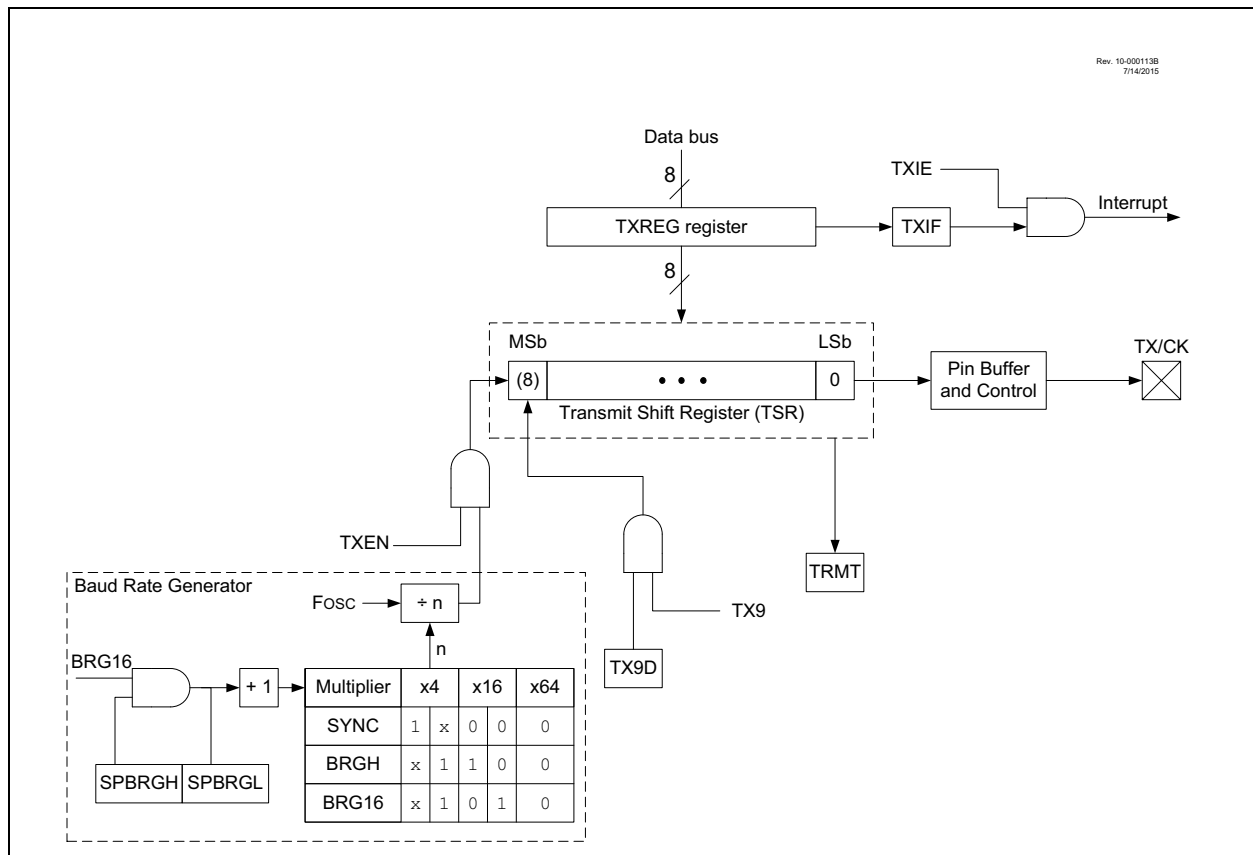 Rev. 10-000113B
7/14/2015
Data bus
8
TXIE
Interrupt
TXREG register
TXIF
8
MSb
LSb
TX/CK
(8)
• • •
0
Pin Buffer
and Control
Transmit Shift Register (TSR)
TXEN
TRMT
Baud Rate Generator
FOSC
÷ n
TX9
n
BRG16
TX9D
+ 1
Multiplier x4 x16 x64
SYNC 1 x 0 0 0
BRGH x 1 1 0 0
BRG16 x 1 0 1 0
SPBRGH SPBRGL